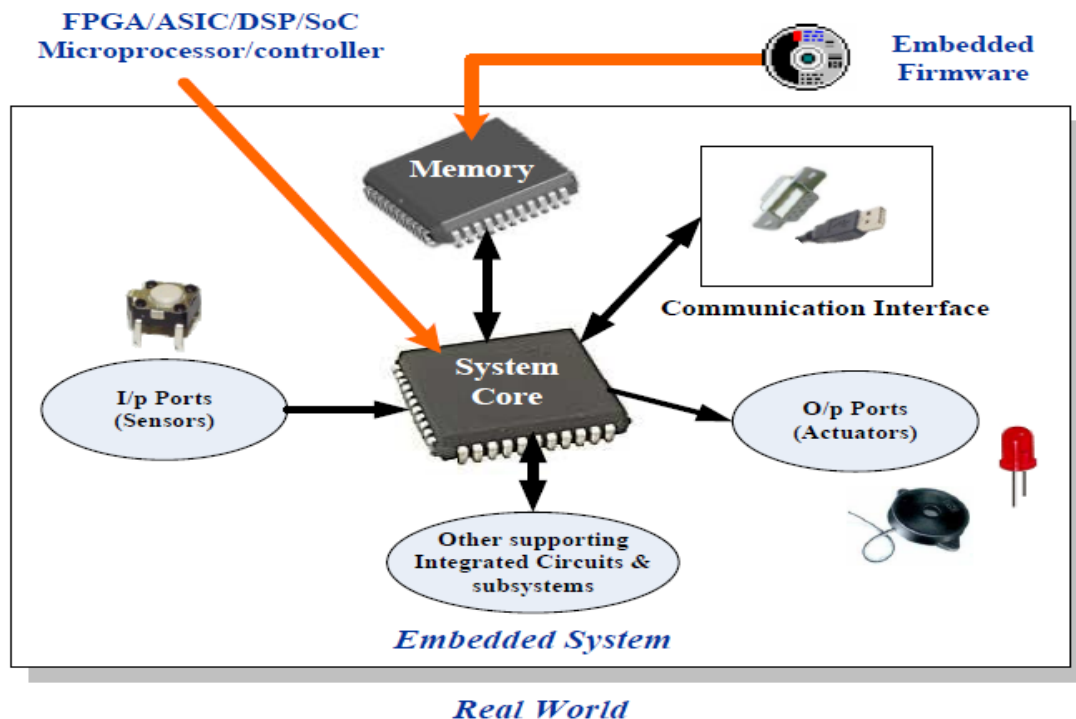 FPGA/ASIC/DSP/SoC
Microprocessor/controller
Embedded
Firmware
Memory
Communication Interface
System
Core
I/p Ports
(Sensors)
O/p Ports
(Actuators)
Other supporting
Integrated Circuits &
subsystems
Embedded System
Real World